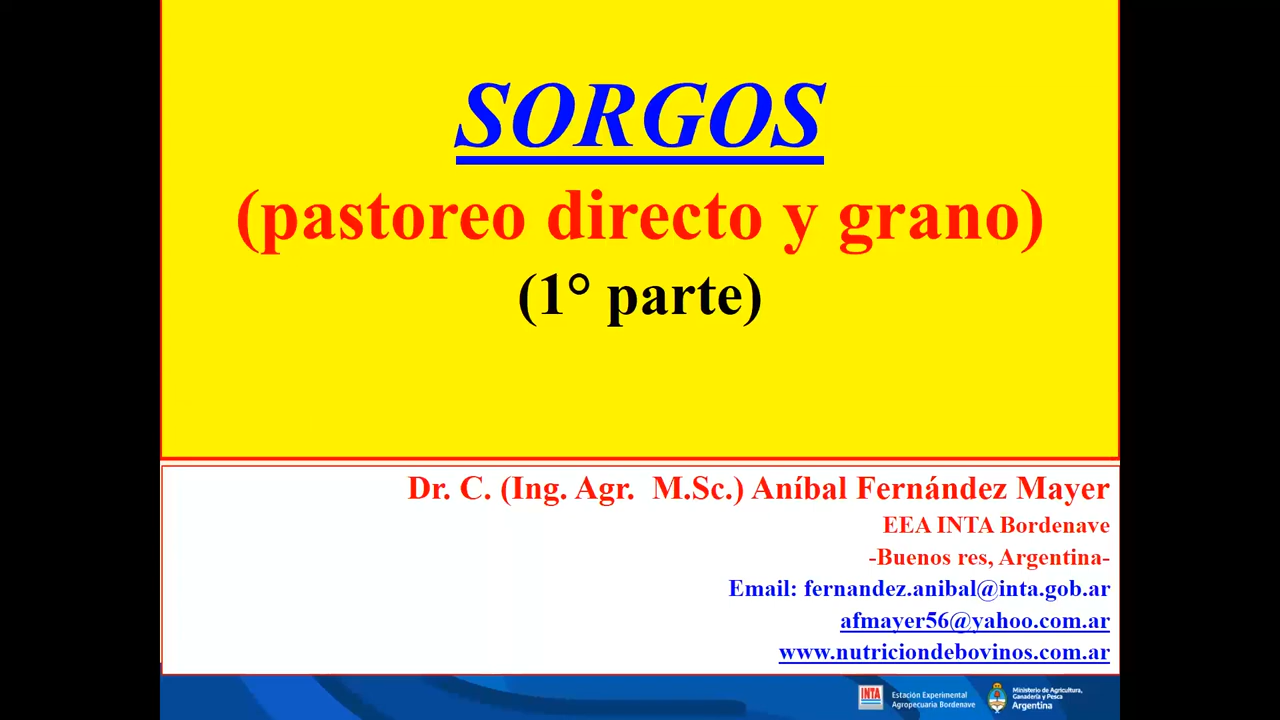 SORGOS
(pastoreo directo y grano)
(1° parte)
Dr. C. (Ing. Agr. M.Sc.) Aníbal Fernández Mayer
EEA INTA Bordenave
-Buenos res, Argentina-
Email: fernandez.anibal@inta.gob.ar
afmayer56@yahoo.com.ar
www.nutriciondebovinos.com.ar
INTA
Estación Experimental
Agropecuaria Bordenave
Ministerio de Agricultura,
Ganadería y Pesca
Argentina